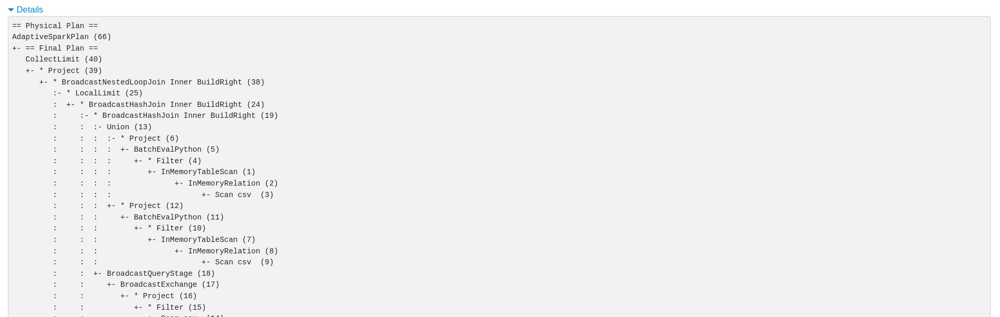 Details
== Physical Plan ==
AdaptiveSparkPlan (66)
+- == Final Plan ==
   CollectLimit (40)
   +- * Project (39)
      +- * BroadcastNestedLoopJoin Inner BuildRight (38)
         :- * LocalLimit (25)
         :  +- * BroadcastHashJoin Inner BuildRight (24)
         :     :- * BroadcastHashJoin Inner BuildRight (19)
         :     :  :- Union (13)
         :     :  :  :- * Project (6)
         :     :  :  :  +- BatchEvalPython (5)
         :     :  :  :     +- * Filter (4)
         :     :  :  :        +- InMemoryTableScan (1)
         :     :  :  :              +- InMemoryRelation (2)
         :     :  :  :                    +- Scan csv  (3)
         :     :  :  +- * Project (12)
         :     :  :     +- BatchEvalPython (11)
         :     :  :        +- * Filter (10)
         :     :  :           +- InMemoryTableScan (7)
         :     :  :                 +- InMemoryRelation (8)
         :     :  :                       +- Scan csv  (9)
         :     :  +- BroadcastQueryStage (18)
         :     :     +- BroadcastExchange (17)
         :     :        +- * Project (16)
         :     :           +- * Filter (15)
         :     :              +- Scan csv  (14)